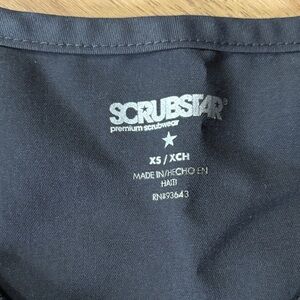 SCRUBSTAR®
premium scrubwear
XS / XCH
MADE IN/HECHO EN
HAITI
RN#93643